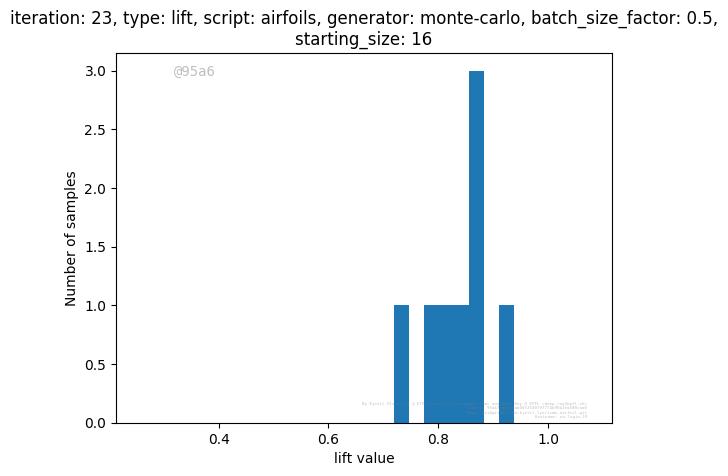 iteration: 23, type: lift, script: airfoils, generator: monte-carlo, batch_size_factor: 0.5,
starting_size: 16
@95a6
3.0
2.5
2.0
1.5
1.0
0.5
0.0
Number of samples
0.4 0.6 0.8 1.0
lift value